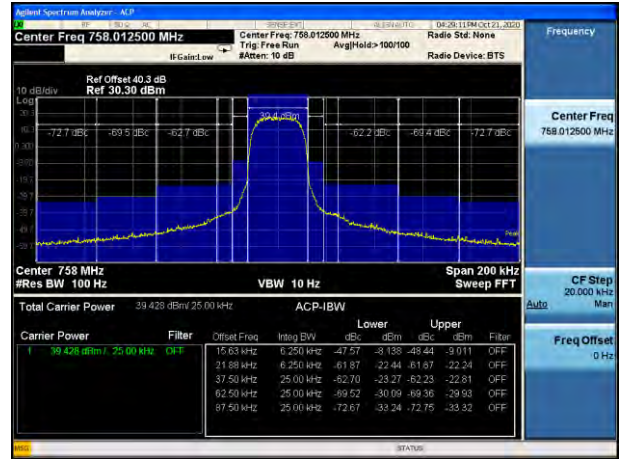 Agilent Spectrum Analyzer - ACP
RF 50 Ω AC SENSE:EXT ALIGNAUTO 04:29:11 PM Oct 21, 2020
Center Freq 758.012500 MHz
Center Freq: 758.012500 MHz
Radio Std: None
Trig: Free Run
Avg|Hold:> 100/100
IFGain:Low
#Atten: 10 dB
Radio Device: BTS
Ref Offset 40.3 dB
10 dB/div
Ref 30.30 dBm
Log
-72.7 dBc
-69.5 dBc
-62.7 dBc
39.4 dBm
-62.2 dBc
-69.4 dBc
-72.7 dBc
Peak
Center 758 MHz
Span 200 kHz
#Res BW 100 Hz
VBW 10 Hz
Sweep FFT
Total Carrier Power 39.428 dBm/ 25.00 kHz
ACP-IBW
Lower Upper
Carrier Power Filter
Offset Freq Integ BW dBc dBm dBc dBm Filter
1 39.428 dBm / 25.00 kHz OFF
15.63 kHz 6.250 kHz -47.57 -8.138 -48.44 -9.011 OFF
21.88 kHz 6.250 kHz -61.87 -22.44 -61.67 -22.24 OFF
37.50 kHz 25.00 kHz -62.70 -23.27 -62.23 -22.81 OFF
62.50 kHz 25.00 kHz -69.52 -30.09 -69.36 -29.93 OFF
87.50 kHz 25.00 kHz -72.67 -33.24 -72.75 -33.32 OFF
MSG
STATUS
Frequency
Center Freq
758.012500 MHz
CF Step
20.000 kHz
Auto Man
Freq Offset
0 Hz